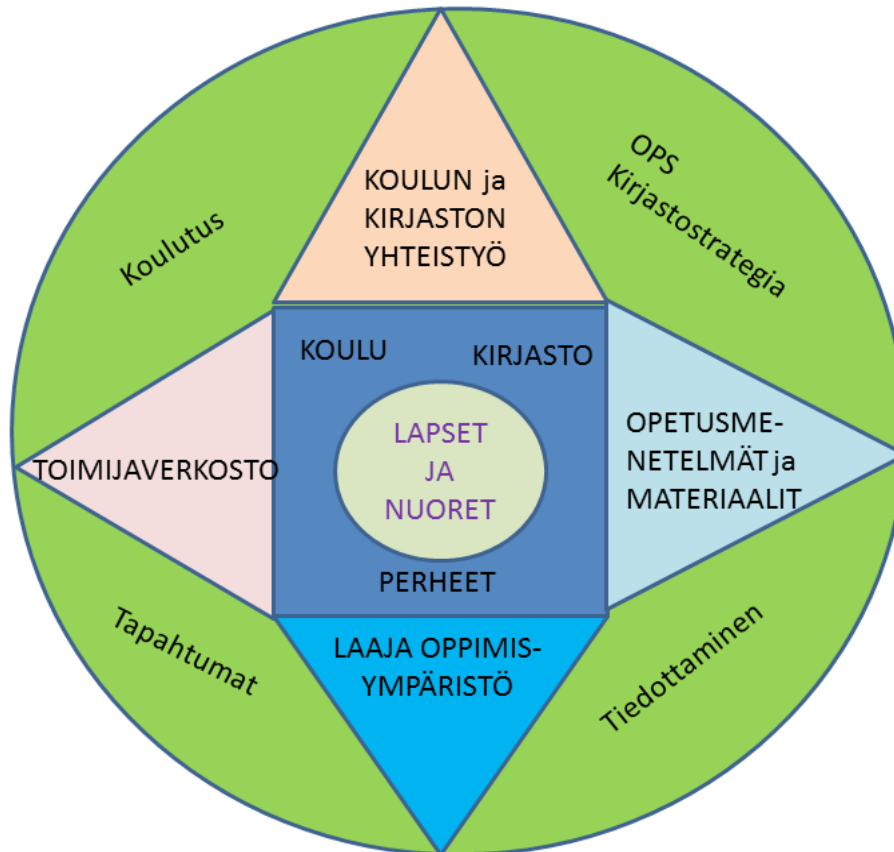 KOULUN ja
KIRJASTON
YHTEISTYÖ
OPS
Kirjastostrategia
Koulutus
KOULU
KIRJASTO
LAPSET
JA
NUORET
PERHEET
TOIMIJAVERKOSTO
OPETUSME-
NETELMÄT ja
MATERIAALIT
LAAJA OPPIMIS-
YMPÄRISTÖ
Tapahtumat
Tiedottaminen